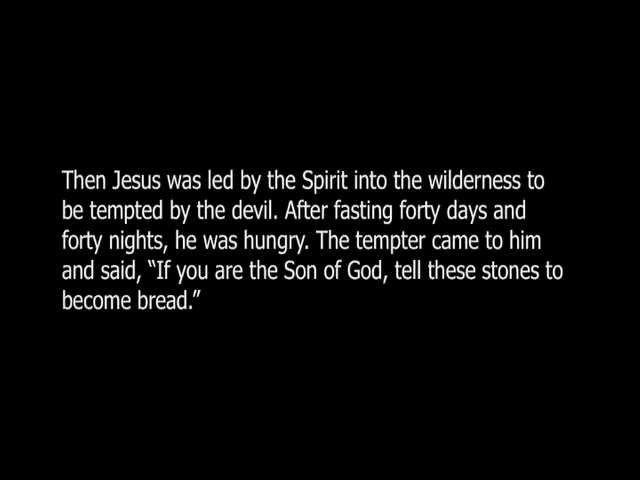 Then Jesus was led by the Spirit into the wilderness to
be tempted by the devil. After fasting forty days and
forty nights, he was hungry. The tempter came to him
and said, “If you are the Son of God, tell these stones to
become bread.”